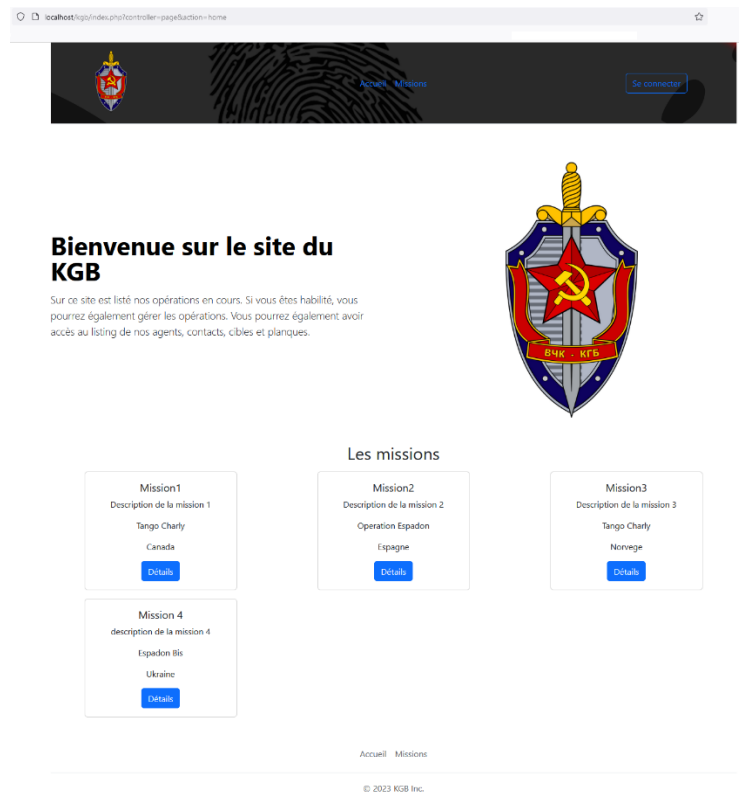 localhost/kgb/index.php?controller=page&action=home
Accueil Missions
Se connecter
Bienvenue sur le site du
KGB
Sur ce site est listé nos opérations en cours. Si vous êtes habilité, vous
pourrez également gérer les opérations. Vous pourrez également avoir
accès au listing de nos agents, contacts, cibles et planques.
ВЧК - КГБ
Les missions
Mission1
Description de la mission 1
Tango Charly
Canada
Détails
Mission2
Description de la mission 2
Operation Espadon
Espagne
Détails
Mission3
Description de la mission 3
Tango Charly
Norvege
Détails
Mission 4
description de la mission 4
Espadon Bis
Ukraine
Détails
Accueil Missions
© 2023 KGB Inc.